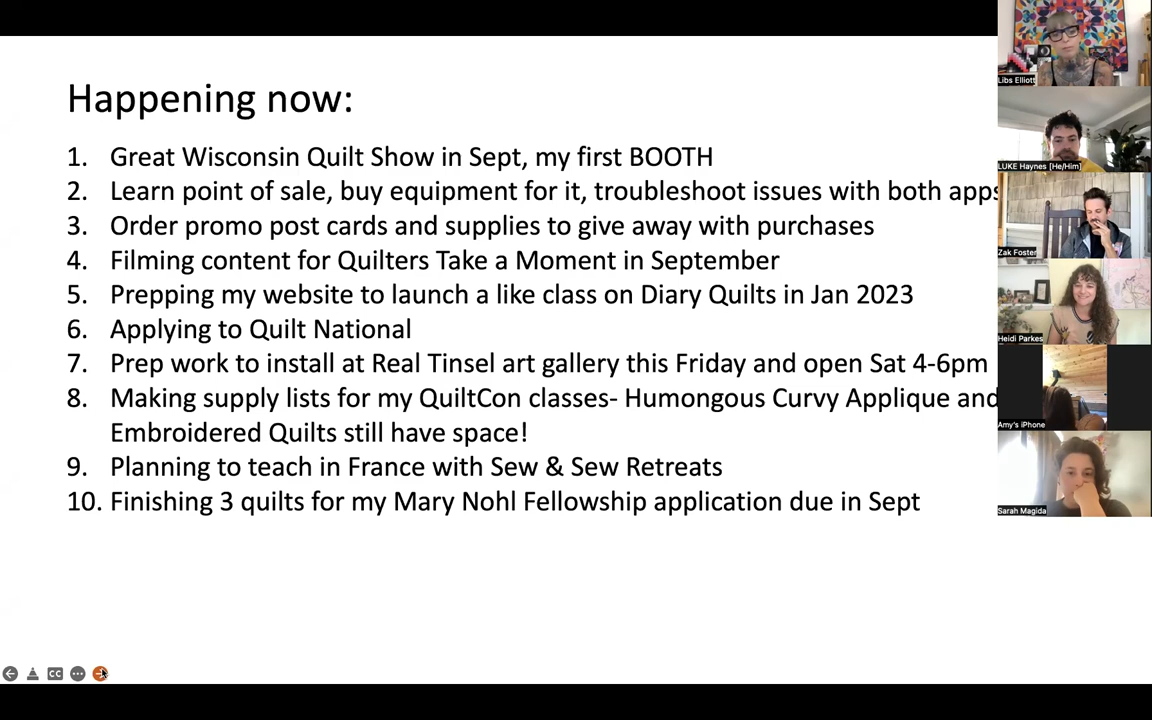 Happening now:
1. Great Wisconsin Quilt Show in Sept, my first BOOTH
2. Learn point of sale, buy equipment for it, troubleshoot issues with both apps
3. Order promo post cards and supplies to give away with purchases
4. Filming content for Quilters Take a Moment in September
5. Prepping my website to launch a like class on Diary Quilts in Jan 2023
6. Applying to Quilt National
7. Prep work to install at Real Tinsel art gallery this Friday and open Sat 4-6pm
8. Making supply lists for my QuiltCon classes- Humongous Curvy Applique and
Embroidered Quilts still have space!
9. Planning to teach in France with Sew & Sew Retreats
10. Finishing 3 quilts for my Mary Nohl Fellowship application due in Sept
Libs Elliott
LUKE Haynes [He/Him]
Zak Foster
Heidi Parkes
Amy's iPhone
Sarah Magida
CC